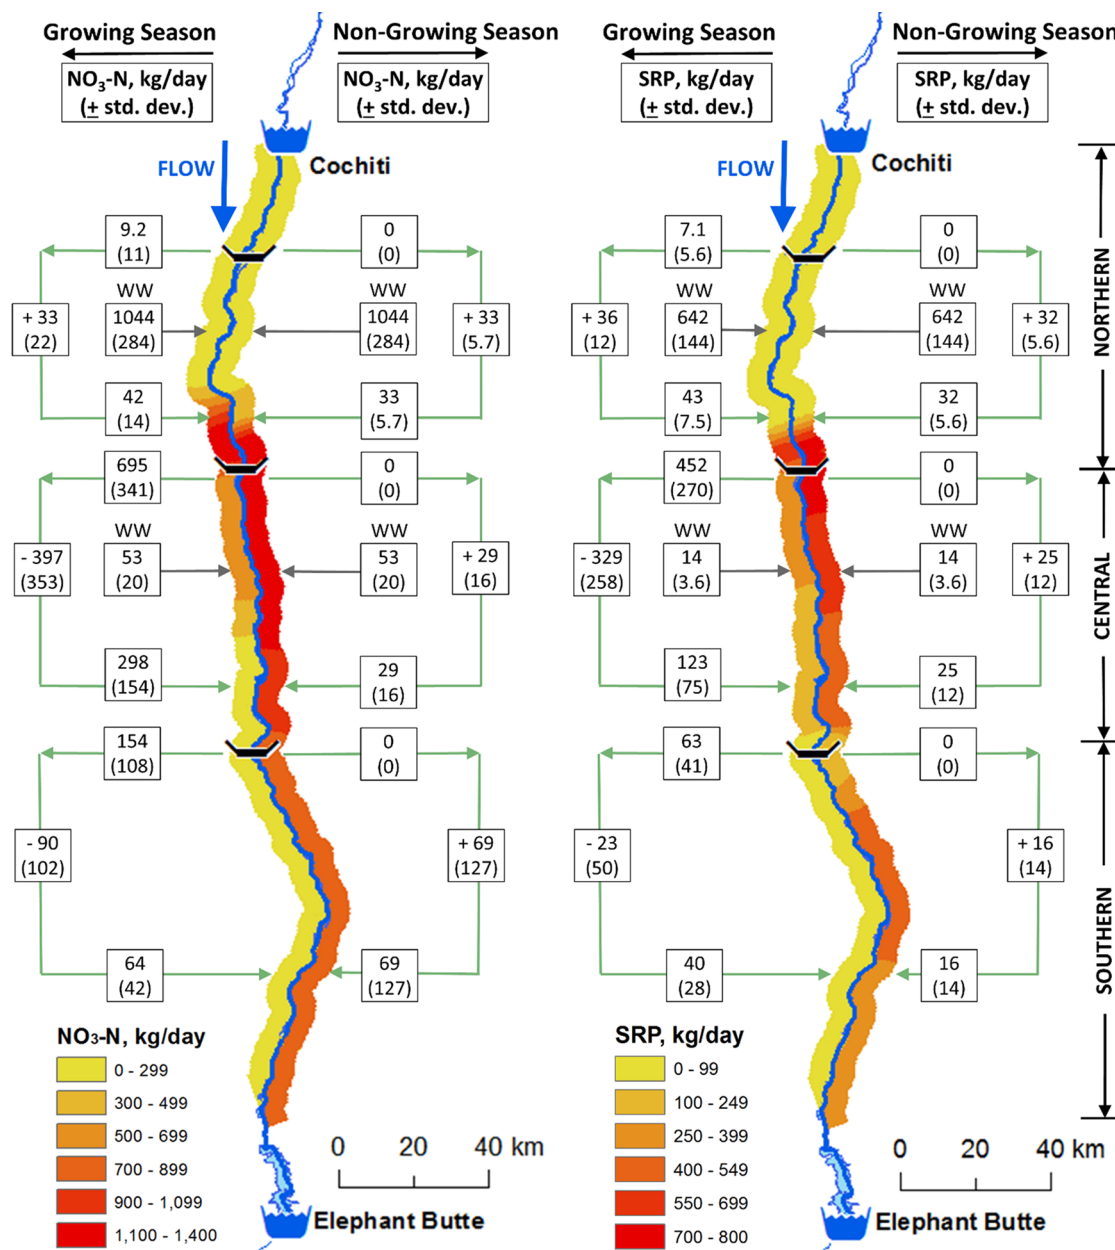 Growing Season
Non-Growing Season
NO3-N, kg/day
(+ std. dev.)
NO3-N, kg/day
(+ std. dev.)
FLOW
Cochiti
9.2
(11)
0
(0)
WW
WW
+ 33
(22)
1044
(284)
1044
(284)
+ 33
(5.7)
42
(14)
33
(5.7)
695
(341)
0
(0)
WW
WW
- 397
(353)
53
(20)
53
(20)
+ 29
(16)
298
(154)
29
(16)
154
(108)
0
(0)
- 90
(102)
+ 69
(127)
64
(42)
69
(127)
NO3-N, kg/day
0 - 299
300 - 499
500 - 699
700 - 899
900 - 1,099
1,100 - 1,400
0 20 40 km
Elephant Butte
Growing Season
Non-Growing Season
SRP, kg/day
(+ std. dev.)
SRP, kg/day
(+ std. dev.)
FLOW
Cochiti
7.1
(5.6)
0
(0)
WW
WW
+ 36
(12)
642
(144)
642
(144)
+ 32
(5.6)
43
(7.5)
32
(5.6)
452
(270)
0
(0)
WW
WW
- 329
(258)
14
(3.6)
14
(3.6)
+ 25
(12)
123
(75)
25
(12)
63
(41)
0
(0)
- 23
(50)
+ 16
(14)
40
(28)
16
(14)
SRP, kg/day
0 - 99
100 - 249
250 - 399
400 - 549
550 - 699
700 - 800
0 20 40 km
Elephant Butte
NORTHERN
CENTRAL
SOUTHERN